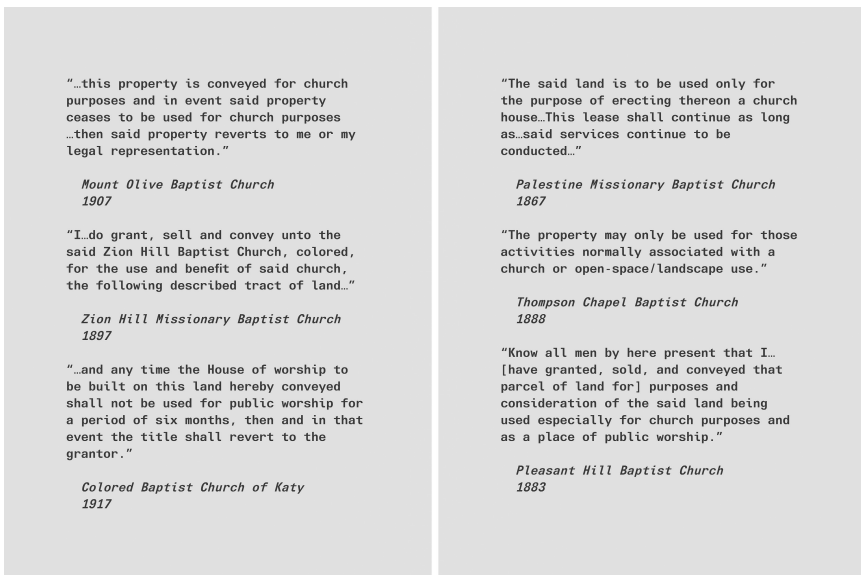 “…this property is conveyed for church
purposes and in event said property
ceases to be used for church purposes
…then said property reverts to me or my
legal representation.”
Mount Olive Baptist Church
1907
“I…do grant, sell and convey unto the
said Zion Hill Baptist Church, colored,
for the use and benefit of said church,
the following described tract of land…”
Zion Hill Missionary Baptist Church
1897
“…and any time the House of worship to
be built on this land hereby conveyed
shall not be used for public worship for
a period of six months, then and in that
event the title shall revert to the
grantor.”
Colored Baptist Church of Katy
1917
“The said land is to be used only for
the purpose of erecting thereon a church
house…This lease shall continue as long
as…said services continue to be
conducted…”
Palestine Missionary Baptist Church
1867
“The property may only be used for those
activities normally associated with a
church or open-space/landscape use.”
Thompson Chapel Baptist Church
1888
“Know all men by here present that I…
[have granted, sold, and conveyed that
parcel of land for] purposes and
consideration of the said land being
used especially for church purposes and
as a place of public worship.”
Pleasant Hill Baptist Church
1883